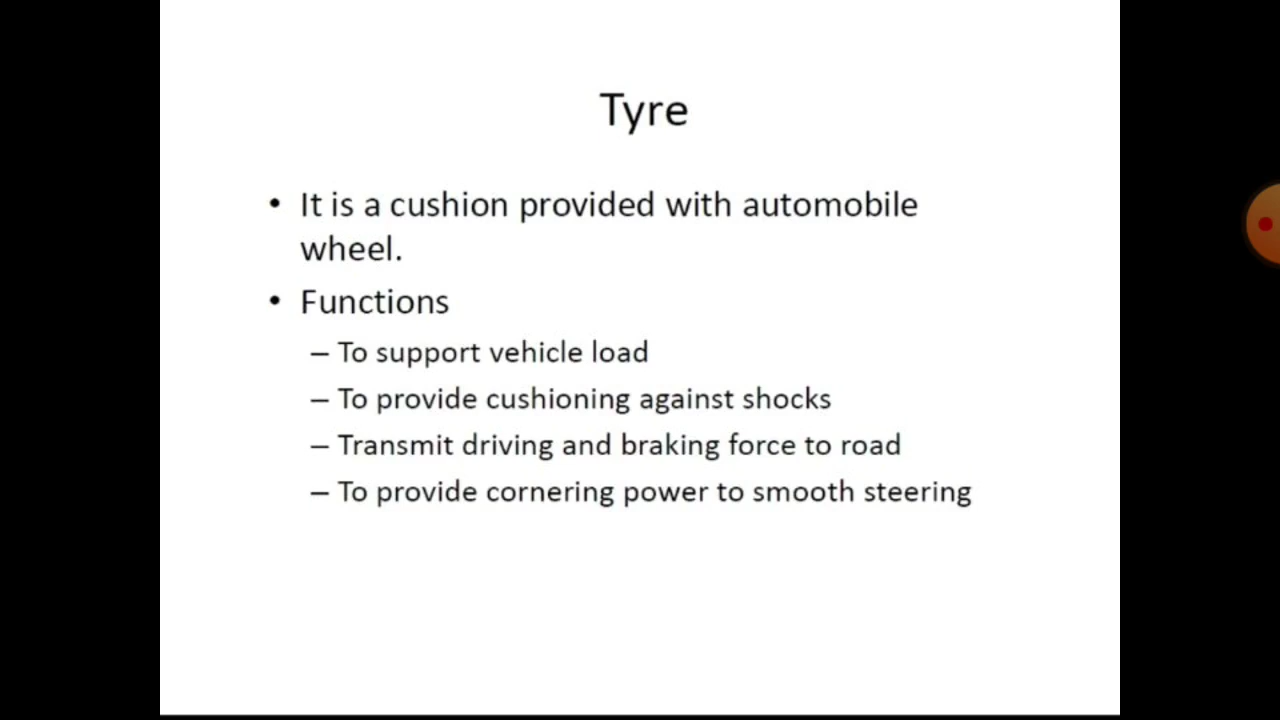 Tyre
• It is a cushion provided with automobile
wheel.
• Functions
– To support vehicle load
– To provide cushioning against shocks
– Transmit driving and braking force to road
– To provide cornering power to smooth steering